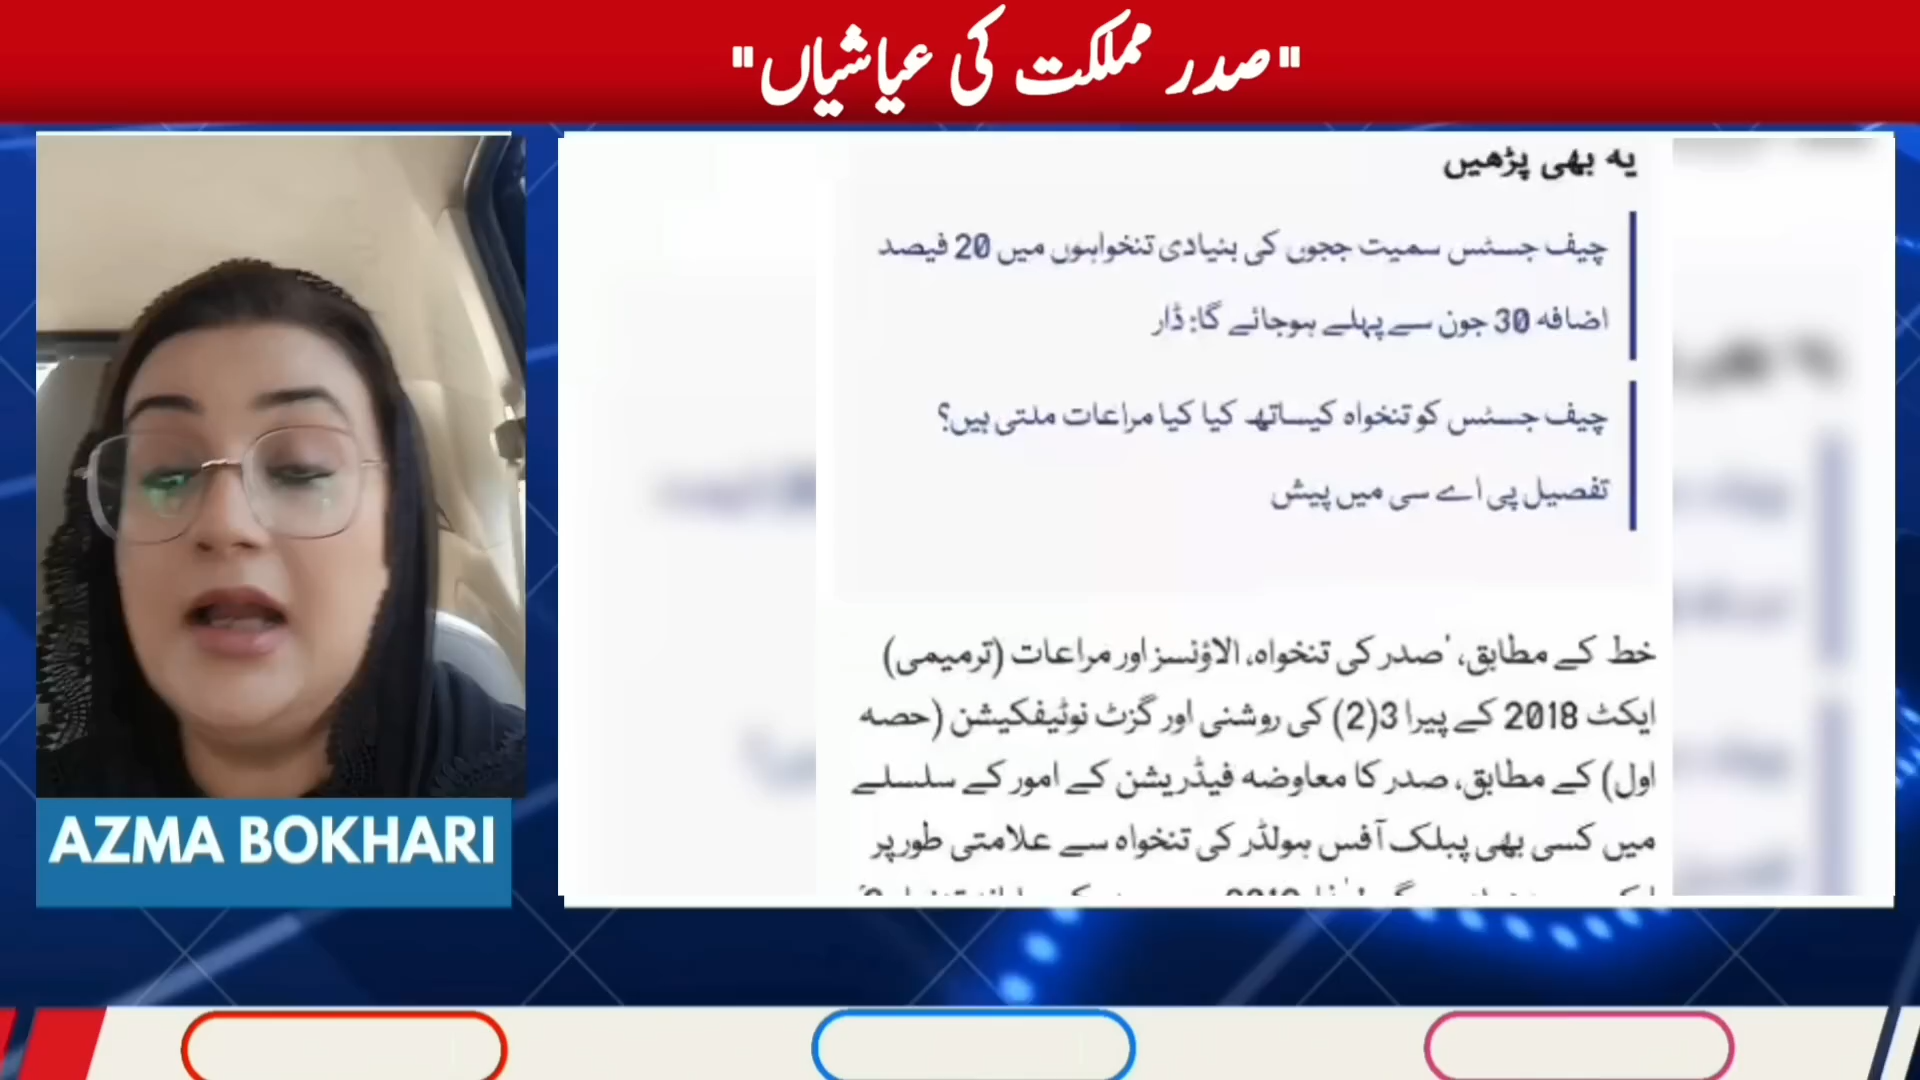 "صدر مملکت کی عیاشیاں"
یہ بھی پڑھیں
چیف جسٹس سمیت ججوں کی بنیادی تنخواہوں میں 20 فیصد
اضافہ 30 جون سے پہلے ہوجائے گا: ڈار
چیف جسٹس کو تنخواہ کیساتھ کیا کیا مراعات ملتی ہیں؟
تفصیل پی اے سی میں پیش
خط کے مطابق، 'صدر کی تنخواہ، الاؤنسز اور مراعات (ترمیمی)
ایکٹ 2018 کے پیرا 3(2) کی روشنی اور گزٹ نوٹیفکیشن (حصہ
اول) کے مطابق، صدر کا معاوضہ فیڈریشن کے امور کے سلسلے
میں کسی بھی پبلک آفس ہولڈر کی تنخواہ سے علامتی طور پر
AZMA BOKHARI